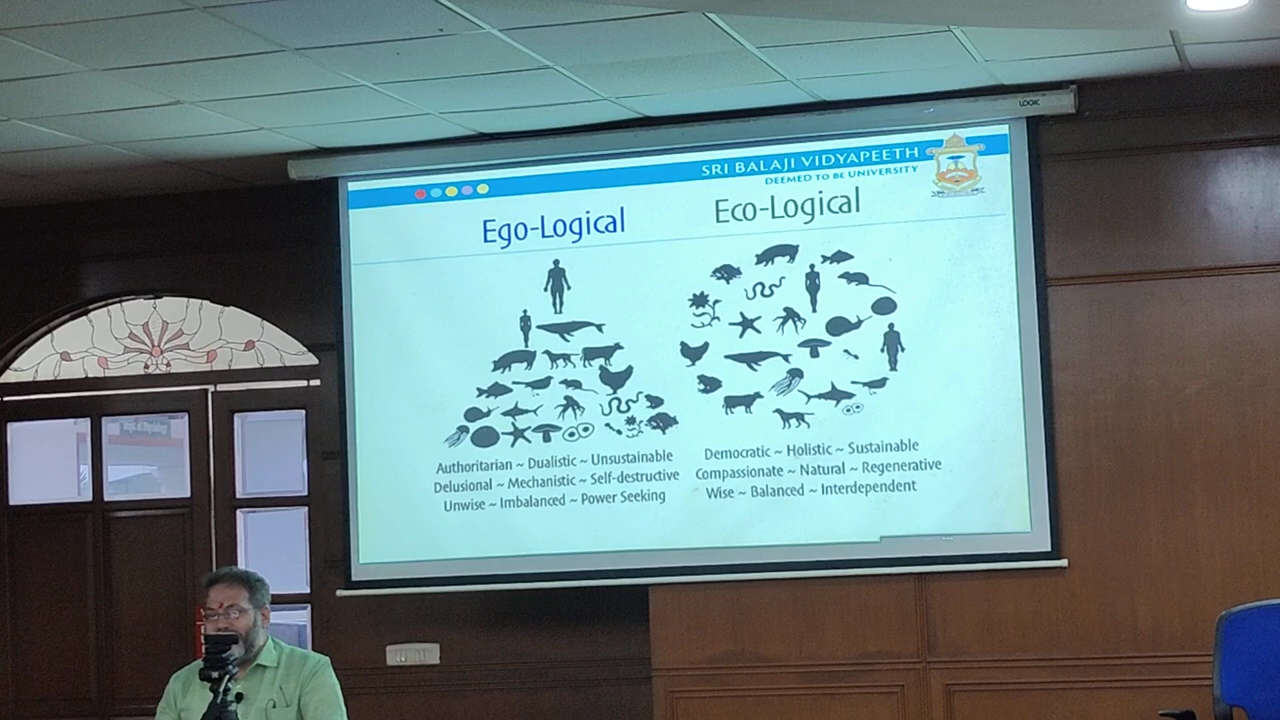 LOGIK
SRI BALAJI VIDYAPEETH
DEEMED TO BE UNIVERSITY
Ego-Logical
Eco-Logical
Authoritarian ~ Dualistic ~ Unsustainable
Delusional ~ Mechanistic ~ Self-destructive
Unwise ~ Imbalanced ~ Power Seeking
Democratic ~ Holistic ~ Sustainable
Compassionate ~ Natural ~ Regenerative
Wise ~ Balanced ~ Interdependent